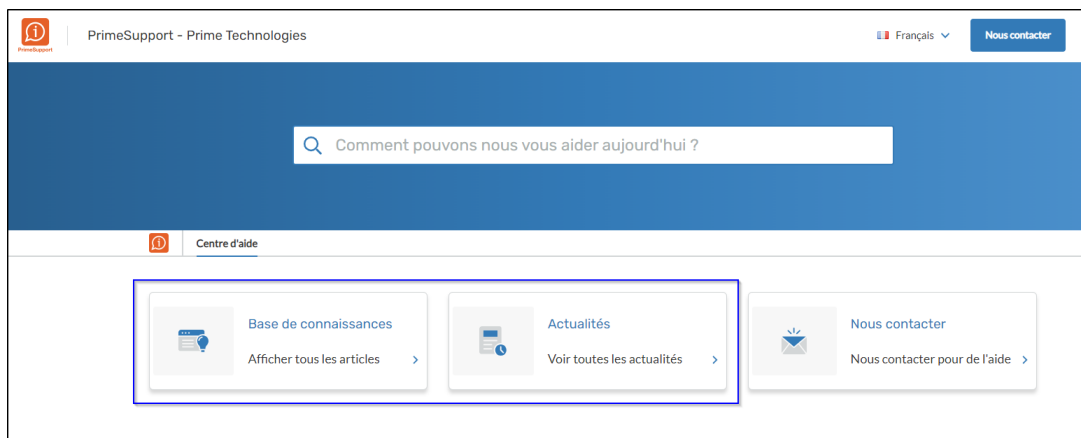 PrimeSupport
PrimeSupport - Prime Technologies
Français
Nous contacter
Comment pouvons nous vous aider aujourd'hui ?
Centre d'aide
Base de connaissances
Afficher tous les articles
Actualités
Voir toutes les actualités
Nous contacter
Nous contacter pour de l'aide